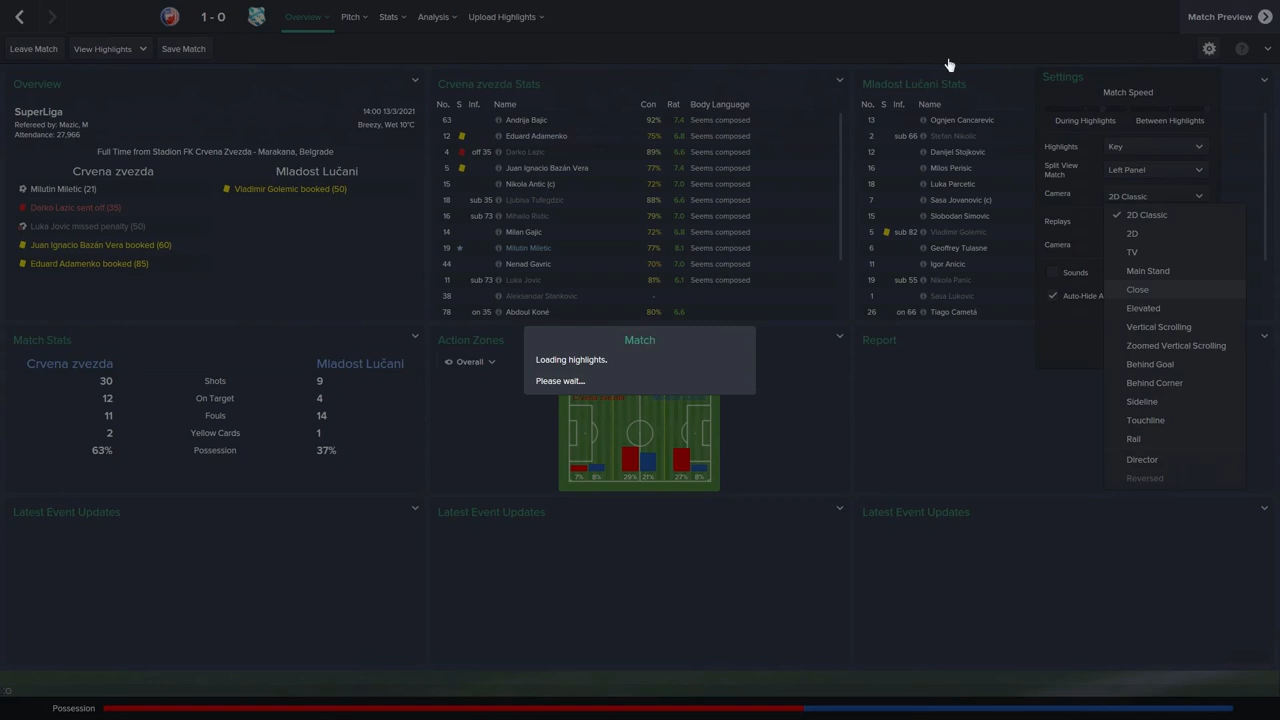 1 - 0
Overview
Pitch
Stats
Analysis
Upload Highlights
Match Preview
Leave Match
View Highlights
Save Match
Overview
SuperLiga
14:00 13/3/2021
Refereed by: Mazic, M
Breezy, Wet 10°C
Attendance: 27,966
Full Time from Stadion FK Crvena Zvezda - Marakana, Belgrade
Crvena zvezda
Mladost Lučani
Milutin Miletic (21)
Vladimir Golemic booked (50)
Darko Lazic sent off (35)
Luka Jovic missed penalty (50)
Juan Ignacio Bazán Vera booked (60)
Eduard Adamenko booked (85)
Crvena zvezda Stats
No. S Inf. Name Con Rat Body Language
63 Andrija Bajic 92% 7.4 Seems composed
12 Eduard Adamenko 75% 6.8 Seems composed
4 off 35 Darko Lazic 89% 6.6 Seems composed
5 Juan Ignacio Bazán Vera 77% 7.4 Seems composed
15 Nikola Antic (c) 72% 7.0 Seems composed
18 sub 35 Ljubisa Tufegdzic 82% 6.6 Seems composed
16 sub 73 Mihailo Ristic 79% 7.0 Seems composed
14 Milan Gajic 72% 7.0 Seems composed
19 Milutin Miletic 77% 8.1 Seems composed
44 Nenad Gavric 70% 7.0 Seems composed
11 sub 73 Luka Jovic 81% 6.1 Seems composed
38 Aleksandar Stankovic -
78 on 35 Abdoul Koné 80% 6.6
Mladost Lučani Stats
No. S Inf. Name
13 Ognjen Cancarevic
2 sub 66 Stefan Nikolic
12 Danijel Stojkovic
16 Milos Perisic
18 Luka Parcetic
7 Sasa Jovanovic (c)
15 Slobodan Simovic
5 sub 82 Vladimir Golemic
6 Geoffrey Tulasne
11 Igor Anicic
19 sub 55 Nikola Panic
1 Sasa Lukovic
26 on 66 Tiago Cametá
Settings
Match Speed
During Highlights
Between Highlights
Highlights
Key
Split View
Match
Left Panel
Camera
2D Classic
Replays
Camera
Sounds
Auto-Hide A
2D Classic
2D
TV
Main Stand
Close
Elevated
Vertical Scrolling
Zoomed Vertical Scrolling
Behind Goal
Behind Corner
Sideline
Touchline
Rail
Director
Reversed
Match Stats
Crvena zvezda
Mladost Lučani
30 Shots 9
12 On Target 4
11 Fouls 14
2 Yellow Cards 1
63% Possession 37%
Action Zones
Overall
7% 8% 29% 21% 27% 8%
Match
Loading highlights.
Please wait...
Report
Latest Event Updates
Latest Event Updates
Latest Event Updates
Possession